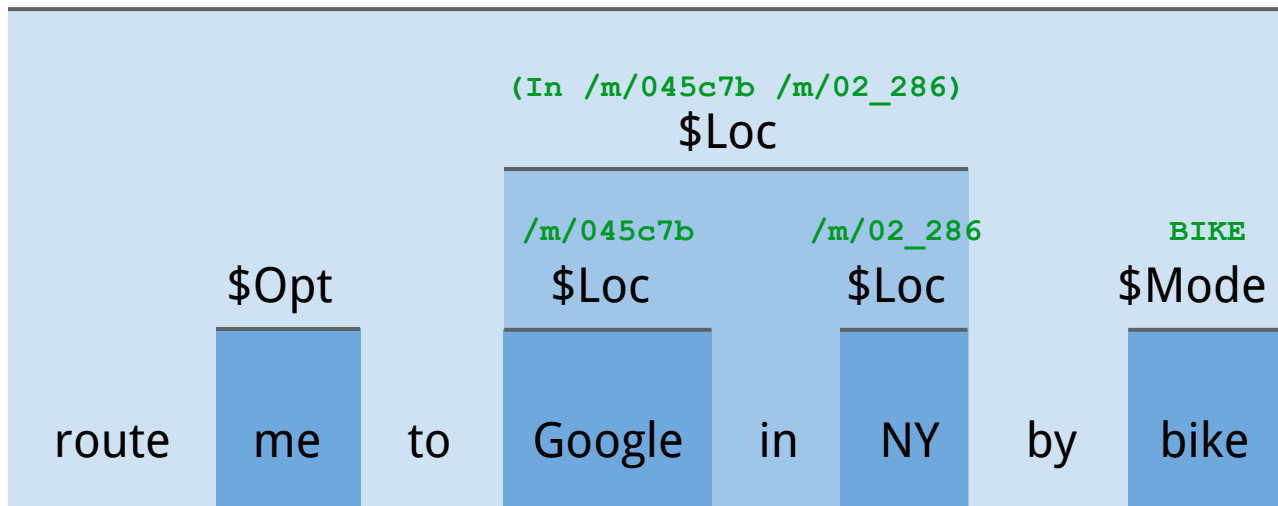 (In /m/045c7b /m/02_286)
$Loc
/m/045c7b /m/02_286 BIKE
$Opt $Loc $Loc $Mode
route me to Google in NY by bike